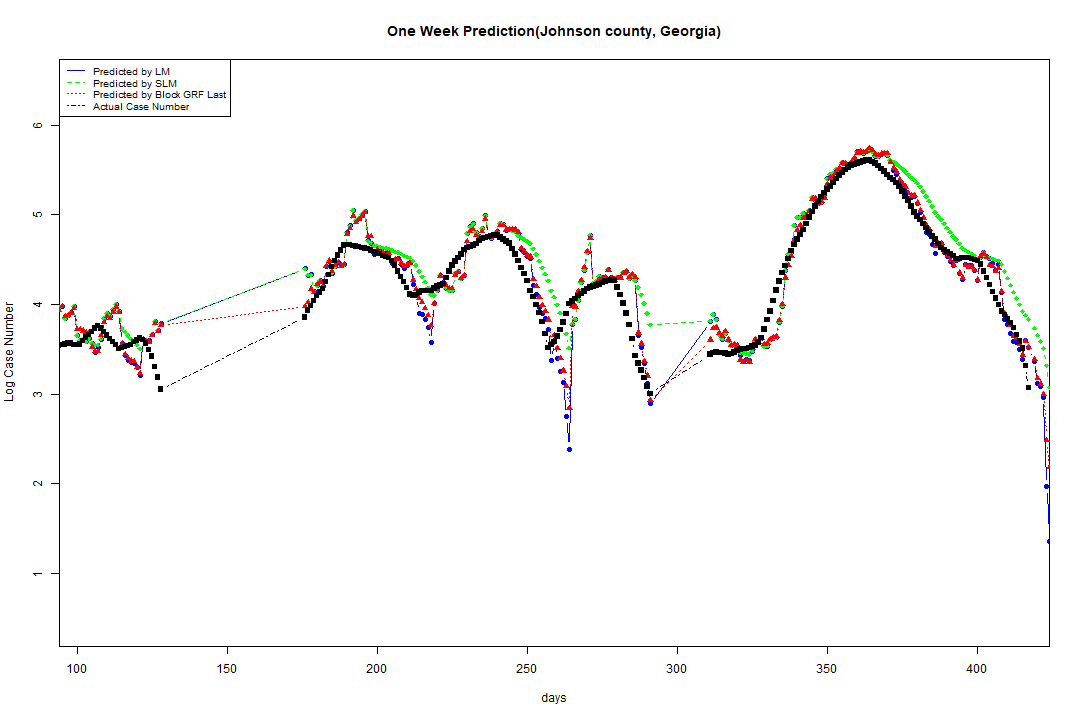 One Week Prediction(Johnson county, Georgia)
Predicted by LM
Predicted by SLM
Predicted by Block GRF Last
Actual Case Number
6
5
4
3
2
1
Log Case Number
100 150 200 250 300 350 400
days